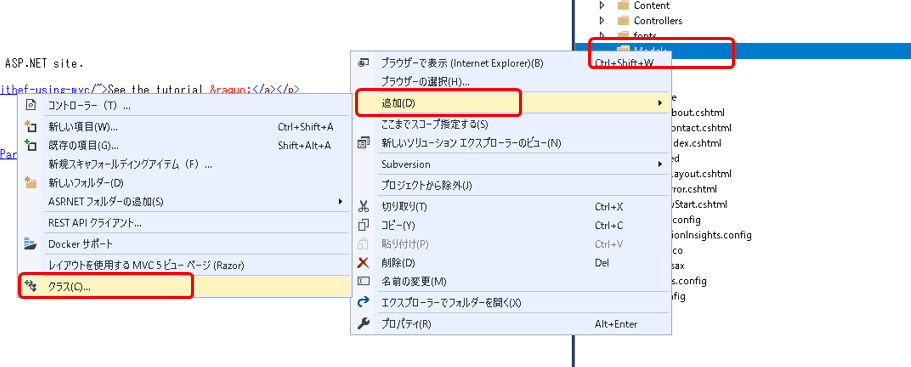 Content
Controllers
fonts
Models
ASP.NET site.
ithef-using-mvc/">See the tutorial &raquo;</a></p>
Par
ブラウザーで表示 (Internet Explorer)(B) Ctrl+Shift+W
ブラウザーの選択(H)...
追加(D)
ここまでスコープ指定する(S)
新しいソリューション エクスプローラーのビュー(N)
Subversion
プロジェクトから除外(J)
切り取り(T) Ctrl+X
コピー(Y) Ctrl+C
貼り付け(P) Ctrl+V
削除(D) Del
名前の変更(M)
エクスプローラーでフォルダーを開く(X)
プロパティ(R) Alt+Enter
コントローラー（T）...
新しい項目(W)... Ctrl+Shift+A
既存の項目(G)... Shift+Alt+A
新規スキャフォールディングアイテム（F）...
新しいフォルダー(D)
ASP.NET フォルダーの追加(S)
REST API クライアント...
Docker サポート
レイアウトを使用する MVC 5 ビュー ページ (Razor)
クラス(C)...
e
bout.cshtml
ontact.cshtml
dex.cshtml
ed
Layout.cshtml
rror.cshtml
wStart.cshtml
config
ionInsights.config
co
sax
s.config
fig